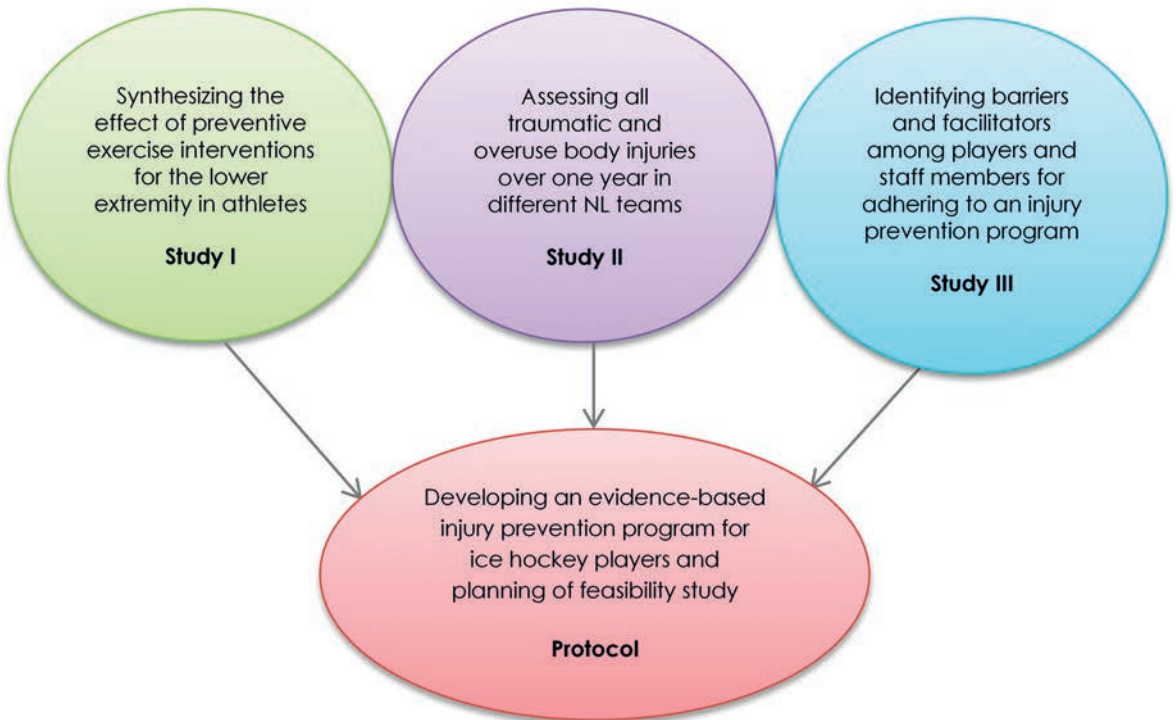 Synthesizing the
effect of preventive
exercise interventions
for the lower
extremity in athletes
Study I
Assessing all
traumatic and
overuse body injuries
over one year in
different NL teams
Study II
Identifying barriers
and facilitators
among players and
staff members for
adhering to an injury
prevention program
Study III
Developing an evidence-based
injury prevention program for
ice hockey players and
planning of feasibility study
Protocol